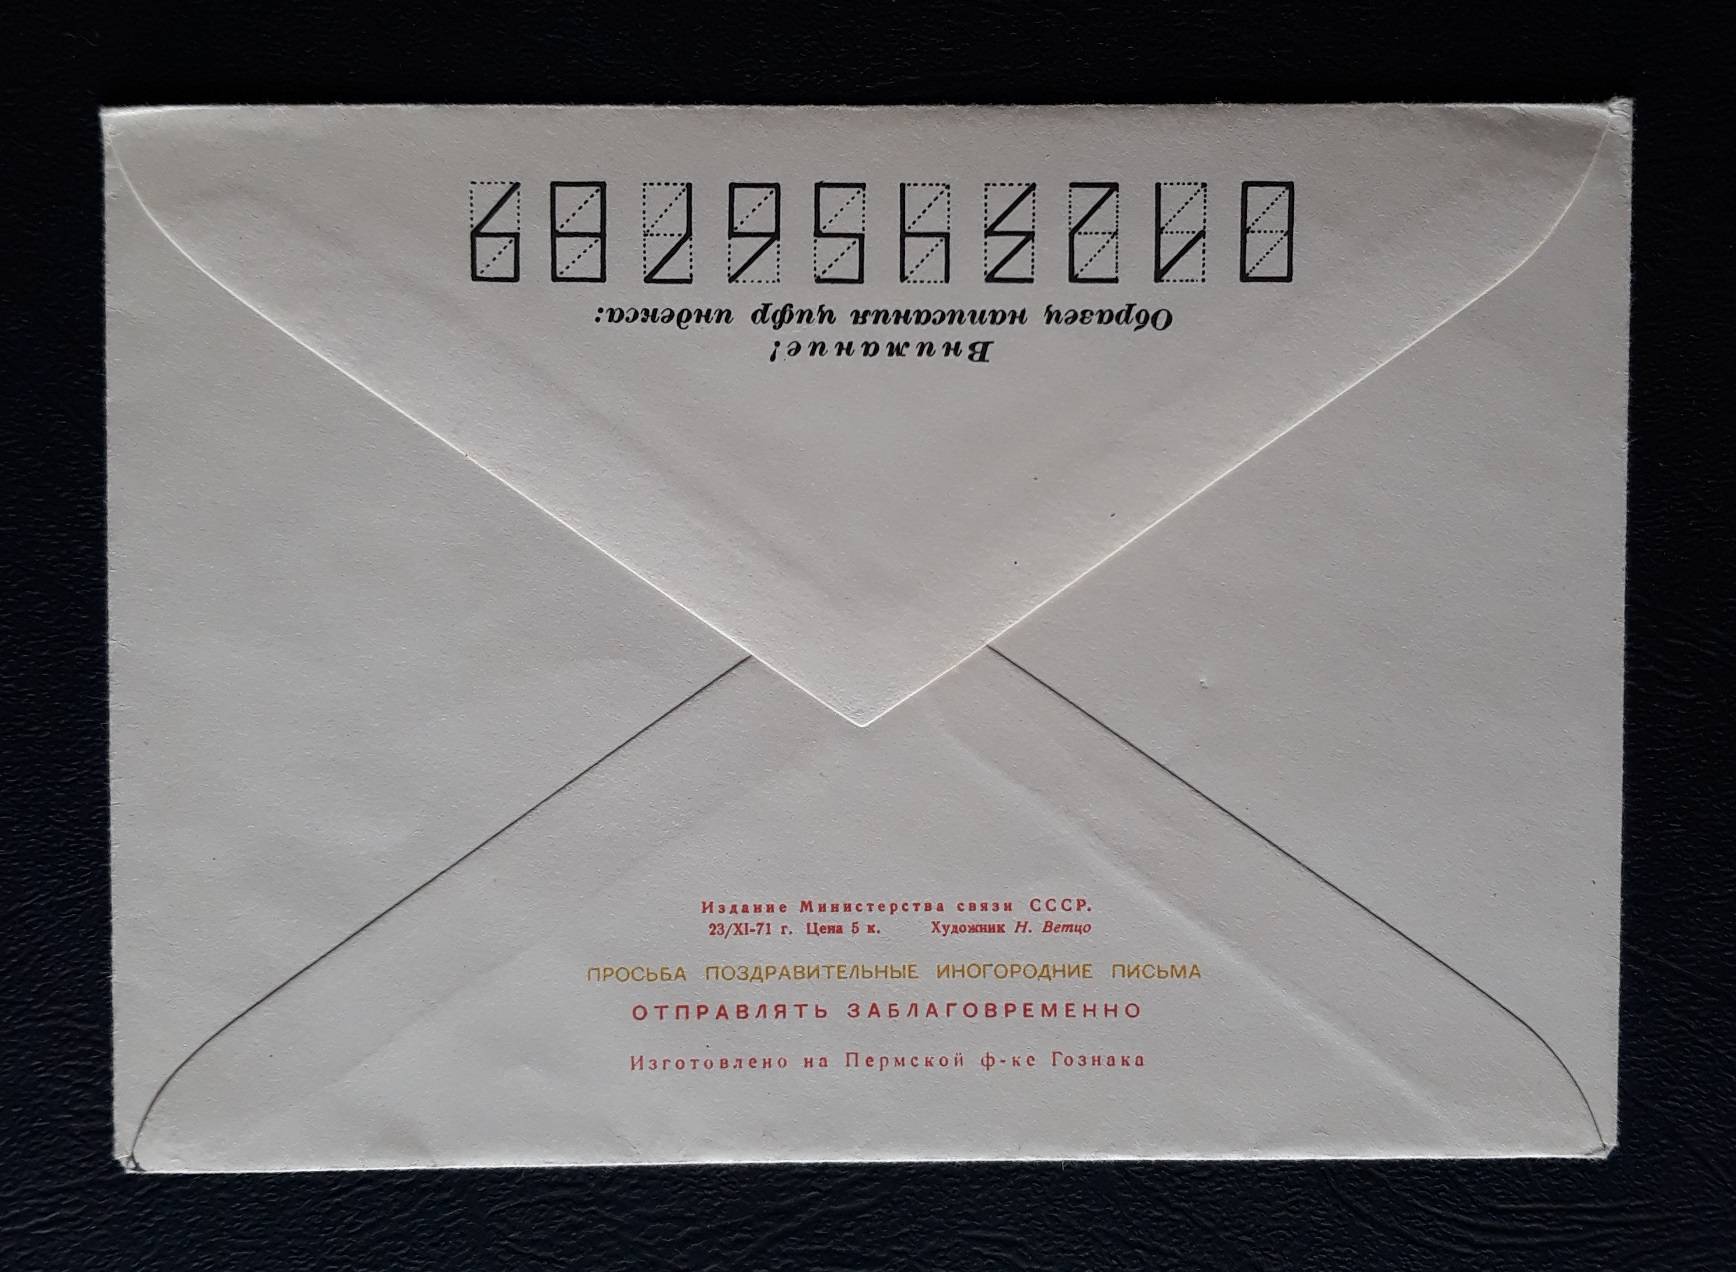 Внимание!
Образец написания цифр индекса:
0123456789
Издание Министерства связи СССР.
23/XI-71 г. Цена 5 к. Художник Н. Ветцо
ПРОСЬБА ПОЗДРАВИТЕЛЬНЫЕ ИНОГОРОДНИЕ ПИСЬМА
ОТПРАВЛЯТЬ ЗАБЛАГОВРЕМЕННО
Изготовлено на Пермской ф-ке Гознака